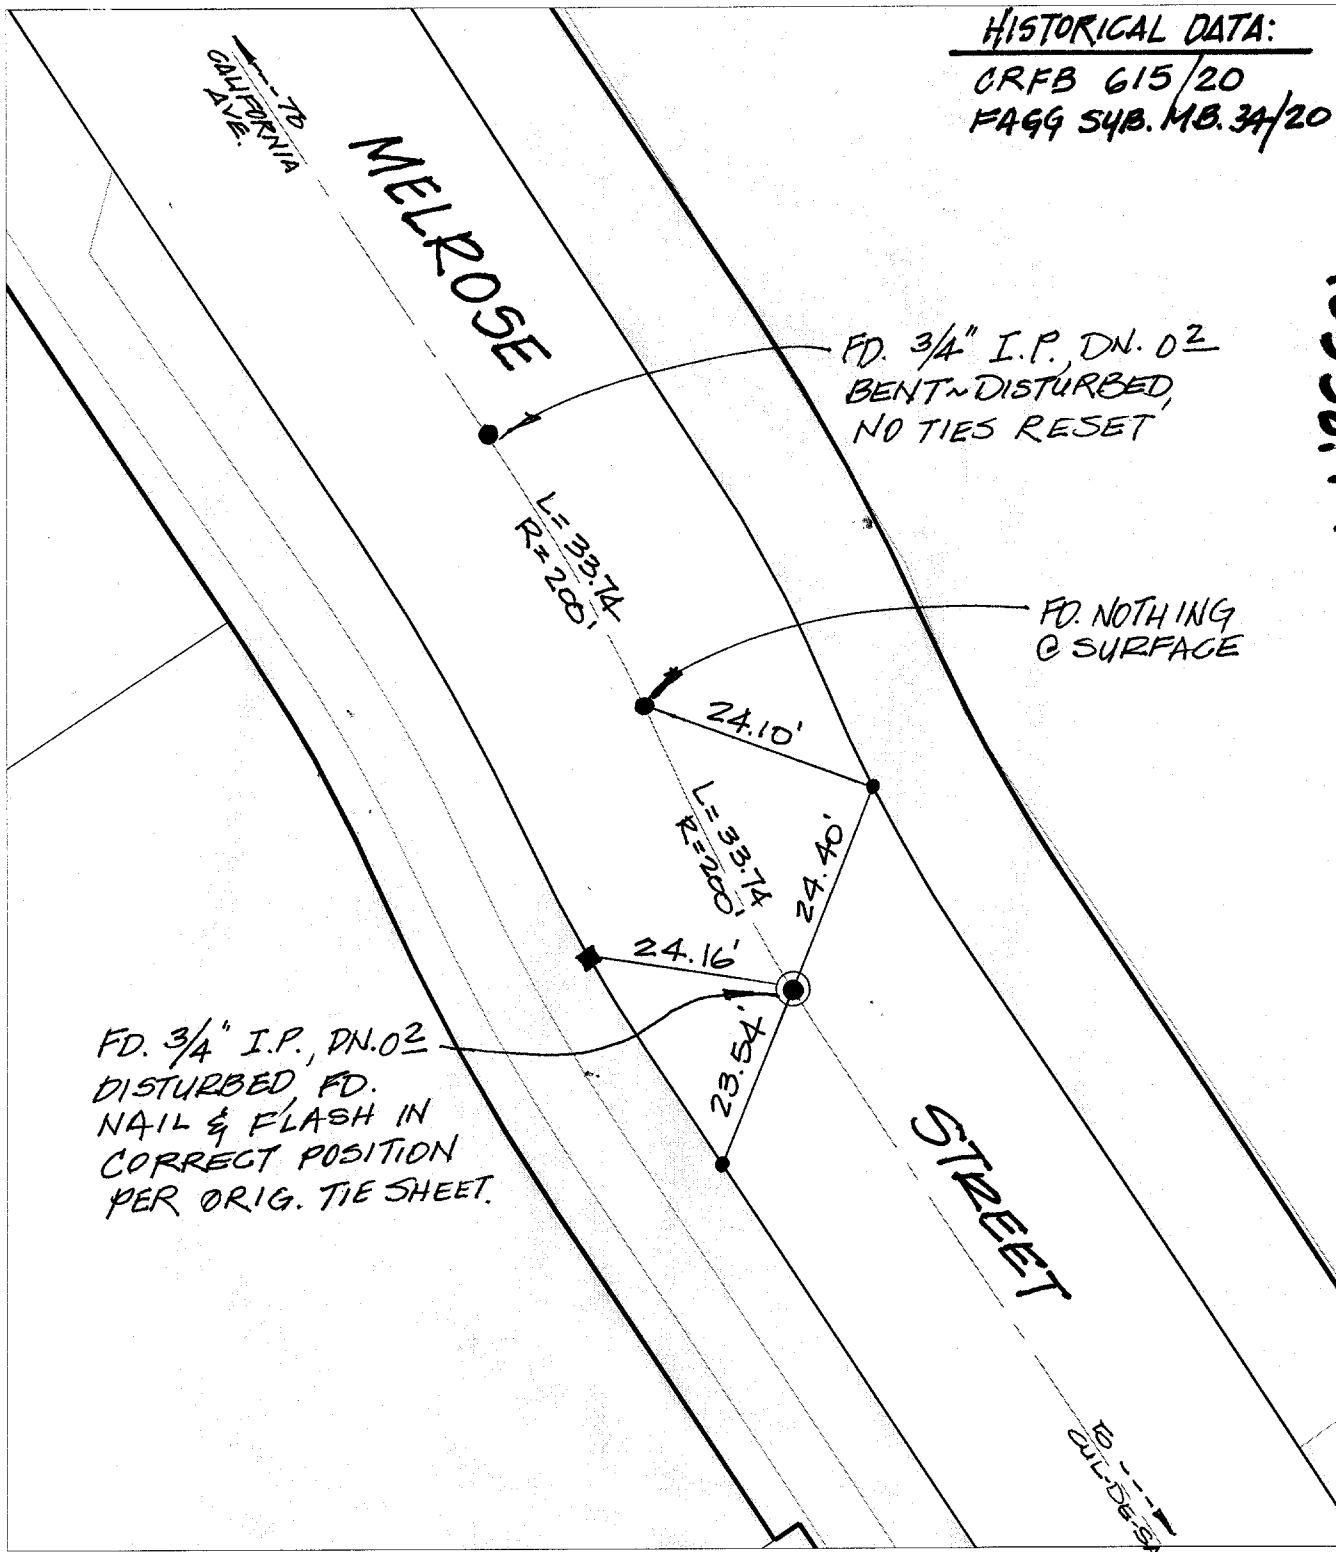 HISTORICAL DATA:
CRFB 615/20
FAGG SUB. MB. 34/20
TO
CALIFORNIA
AVE.
MELROSE
FD. 3/4" I.P., DN. 0 2
BENT~DISTURBED,
NO TIES RESET
L= 33.74
R= 200'
FD. NOTHING
@ SURFACE
24.10'
L= 33.74
R=200'
24.40'
24.16'
FD. 3/4" I.P., DN. 0 2
DISTURBED, FD.
NAIL & FLASH IN
CORRECT POSITION
PER ORIG. TIE SHEET.
23.54'
STREET
TO
CUL-DE-SA